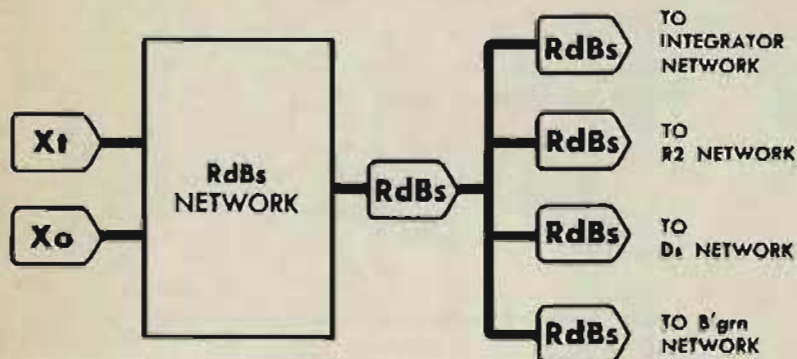 Xt
Xo
RdBs
NETWORK
RdBs
RdBs
TO
INTEGRATOR
NETWORK
RdBs
TO
R2 NETWORK
RdBs
TO
Ds NETWORK
RdBs
TO B'grn
NETWORK